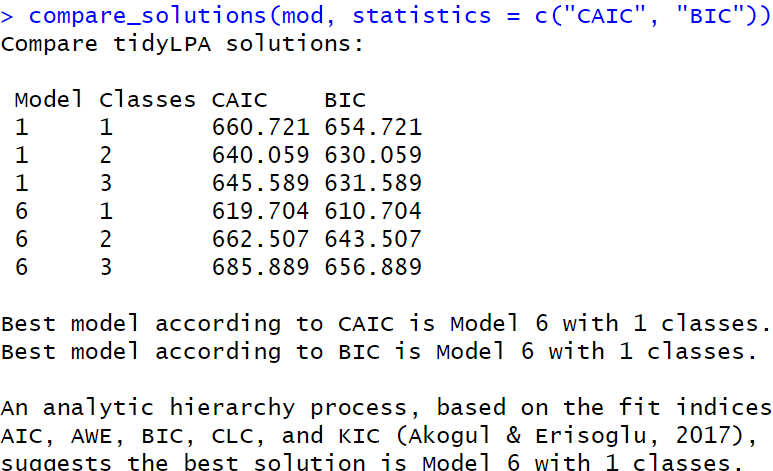 > compare_solutions(mod, statistics = c("CAIC", "BIC"))
Compare tidyLPA solutions:
Model Classes CAIC BIC
1 1 660.721 654.721
1 2 640.059 630.059
1 3 645.589 631.589
6 1 619.704 610.704
6 2 662.507 643.507
6 3 685.889 656.889
Best model according to CAIC is Model 6 with 1 classes.
Best model according to BIC is Model 6 with 1 classes.
An analytic hierarchy process, based on the fit indices
AIC, AWE, BIC, CLC, and KIC (Akogul & Erisoglu, 2017),
suggests the best solution is Model 6 with 1 classes.